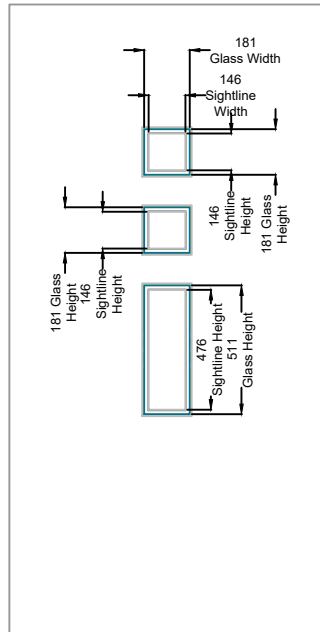 181
Glass Width
146
Sightline
Width
146
Sightline
Height
181 Glass
Height
181 Glass
Height
146
Sightline
Height
476
Sightline Height
511
Glass Height